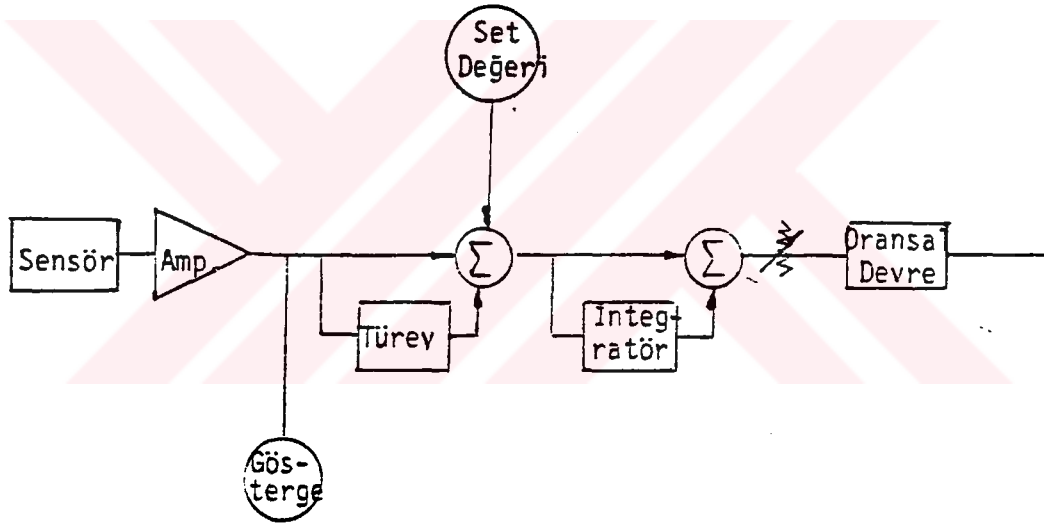 Set
Değeri
Sensör
Amp
Σ
Σ
Oransal
Devre
Türev
Integ-
ratör
Gös-
terge